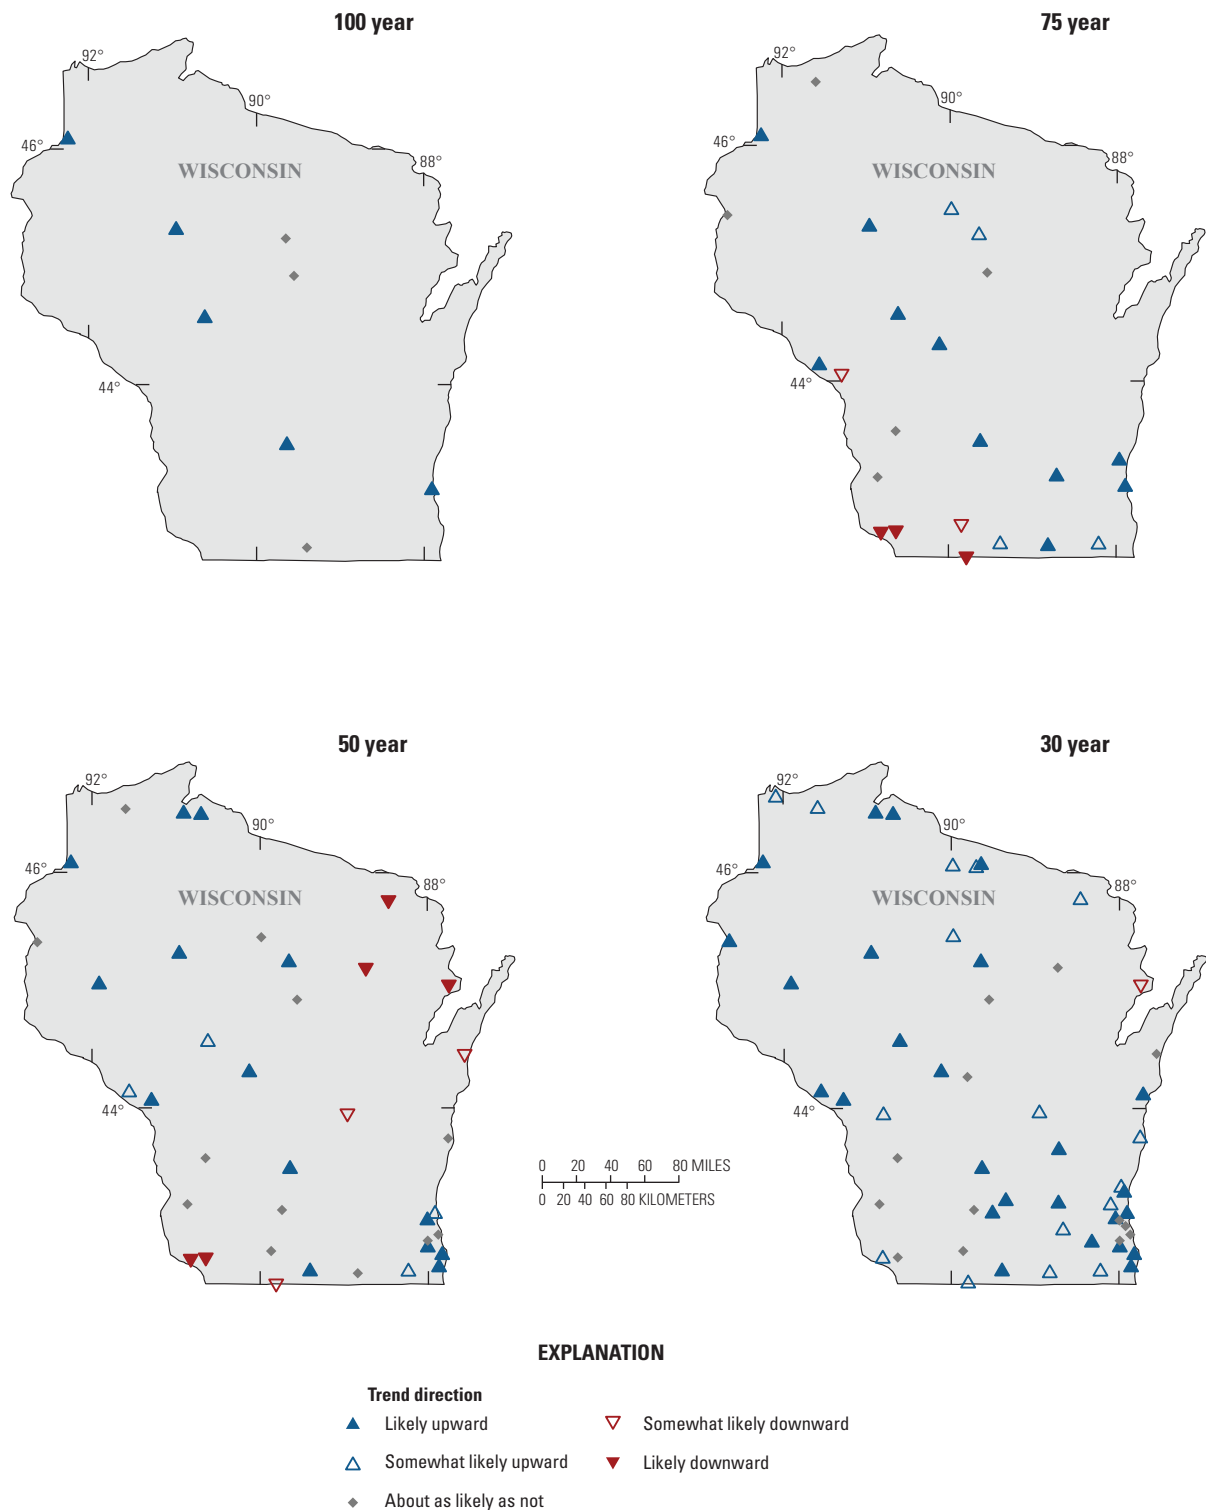 100 year
75 year
92°
90°
46°
88°
WISCONSIN
44°
92°
90°
46°
88°
WISCONSIN
44°
50 year
30 year
92°
90°
46°
88°
WISCONSIN
44°
92°
90°
46°
88°
WISCONSIN
44°
0 20 40 60 80 MILES
0 20 40 60 80 KILOMETERS
EXPLANATION
Trend direction
Likely upward
Somewhat likely upward
About as likely as not
Somewhat likely downward
Likely downward